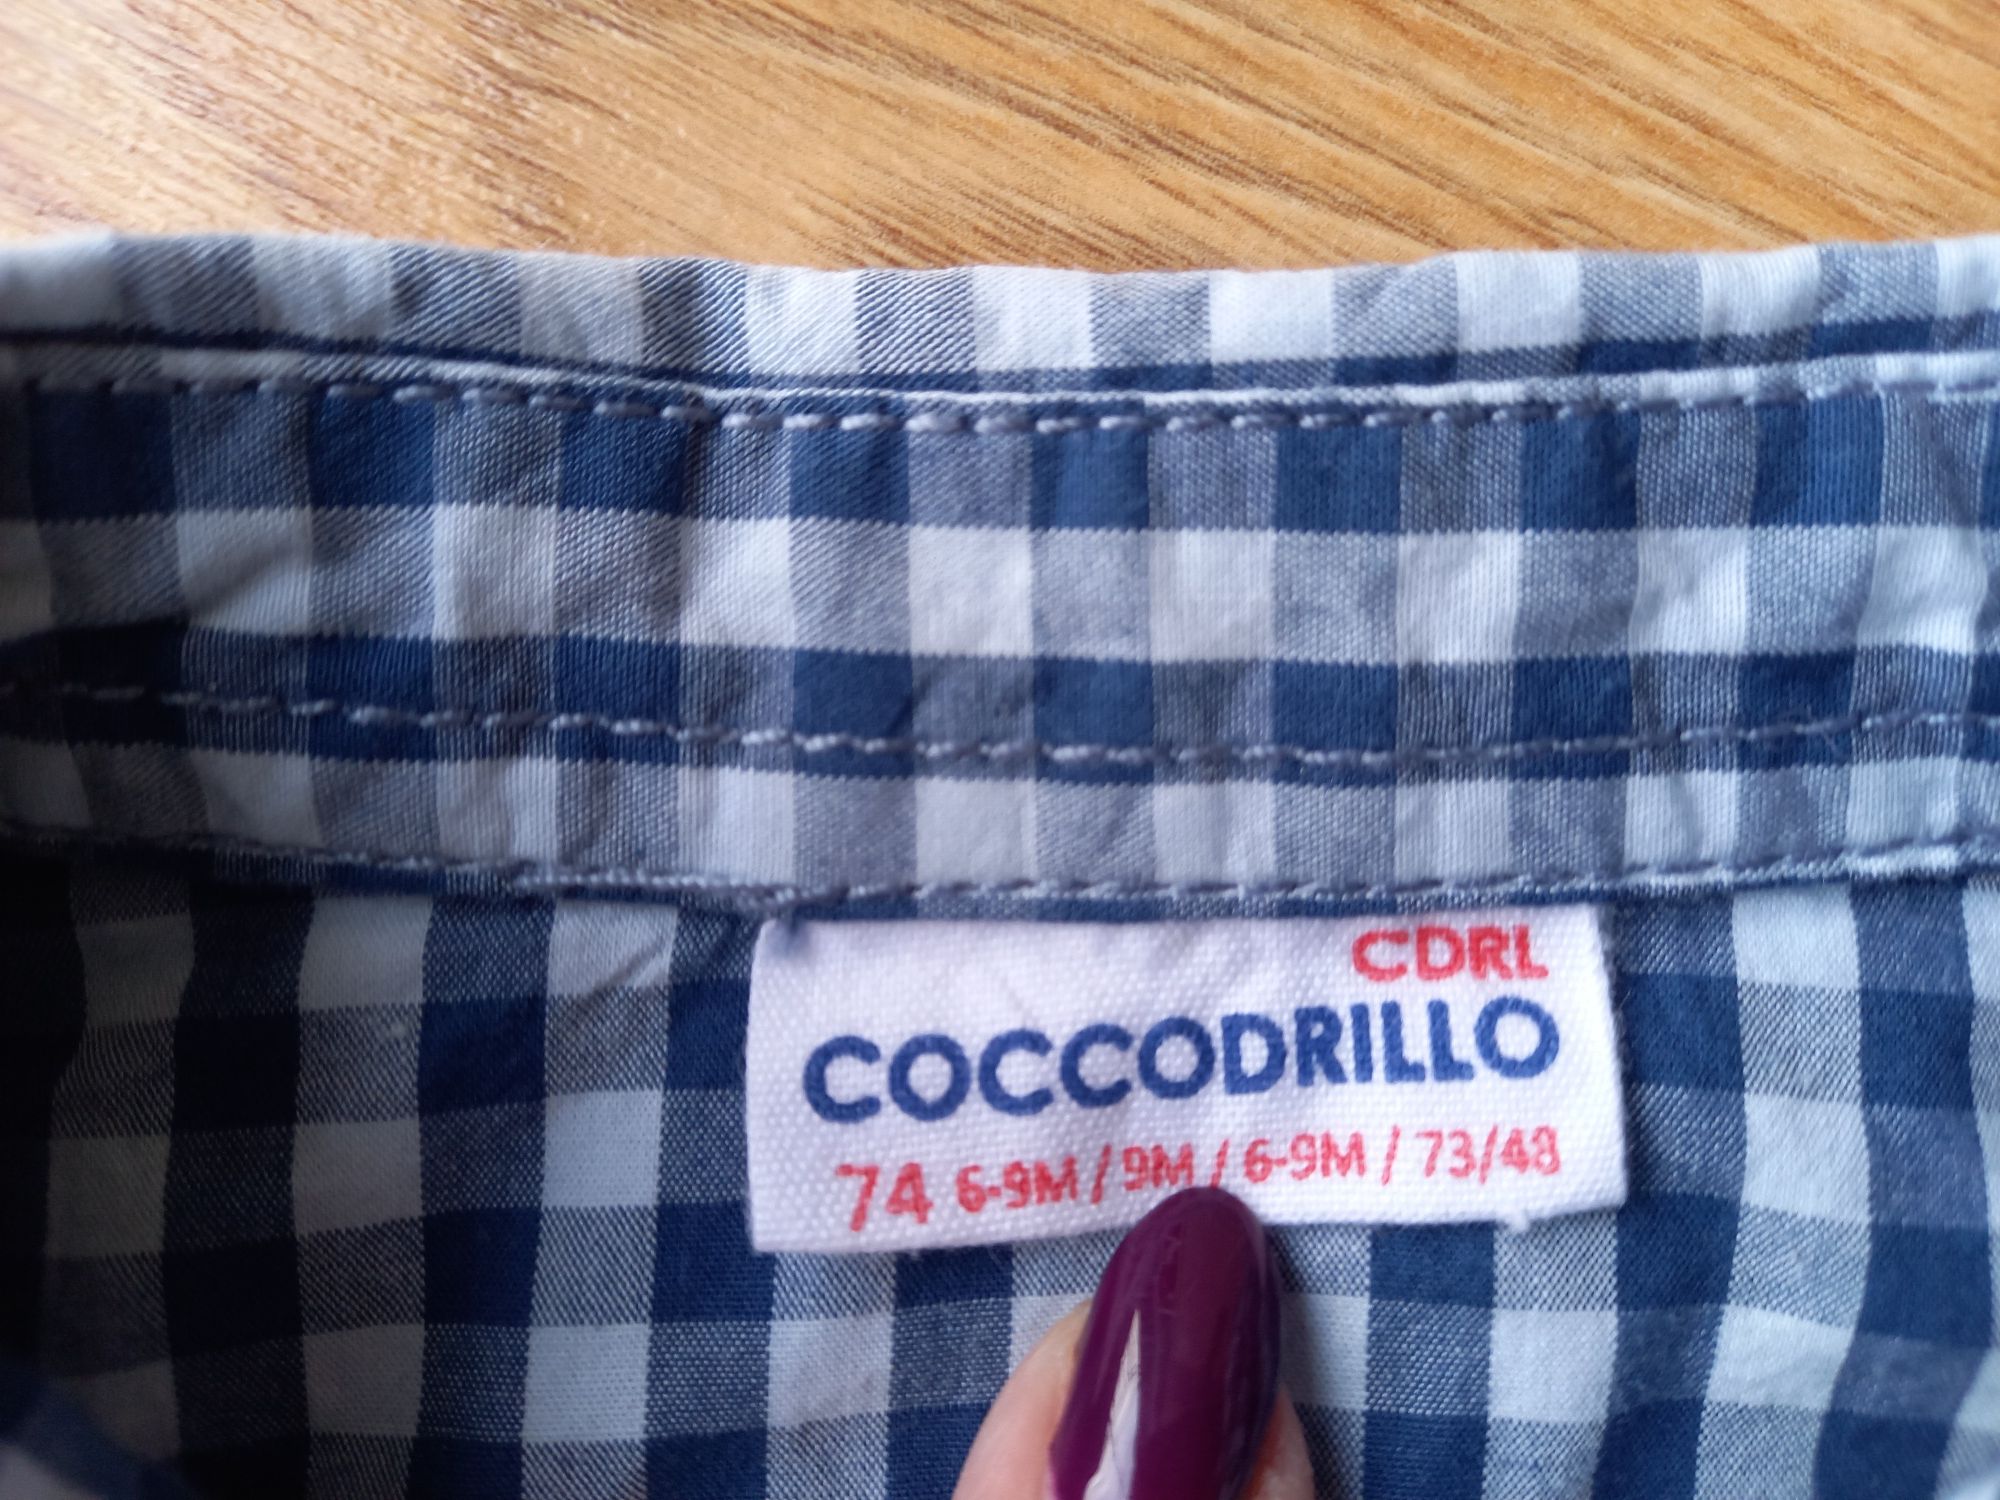 CDRL
COCCODRILLO
74 6-9M / 9M / 6-9M / 73/48